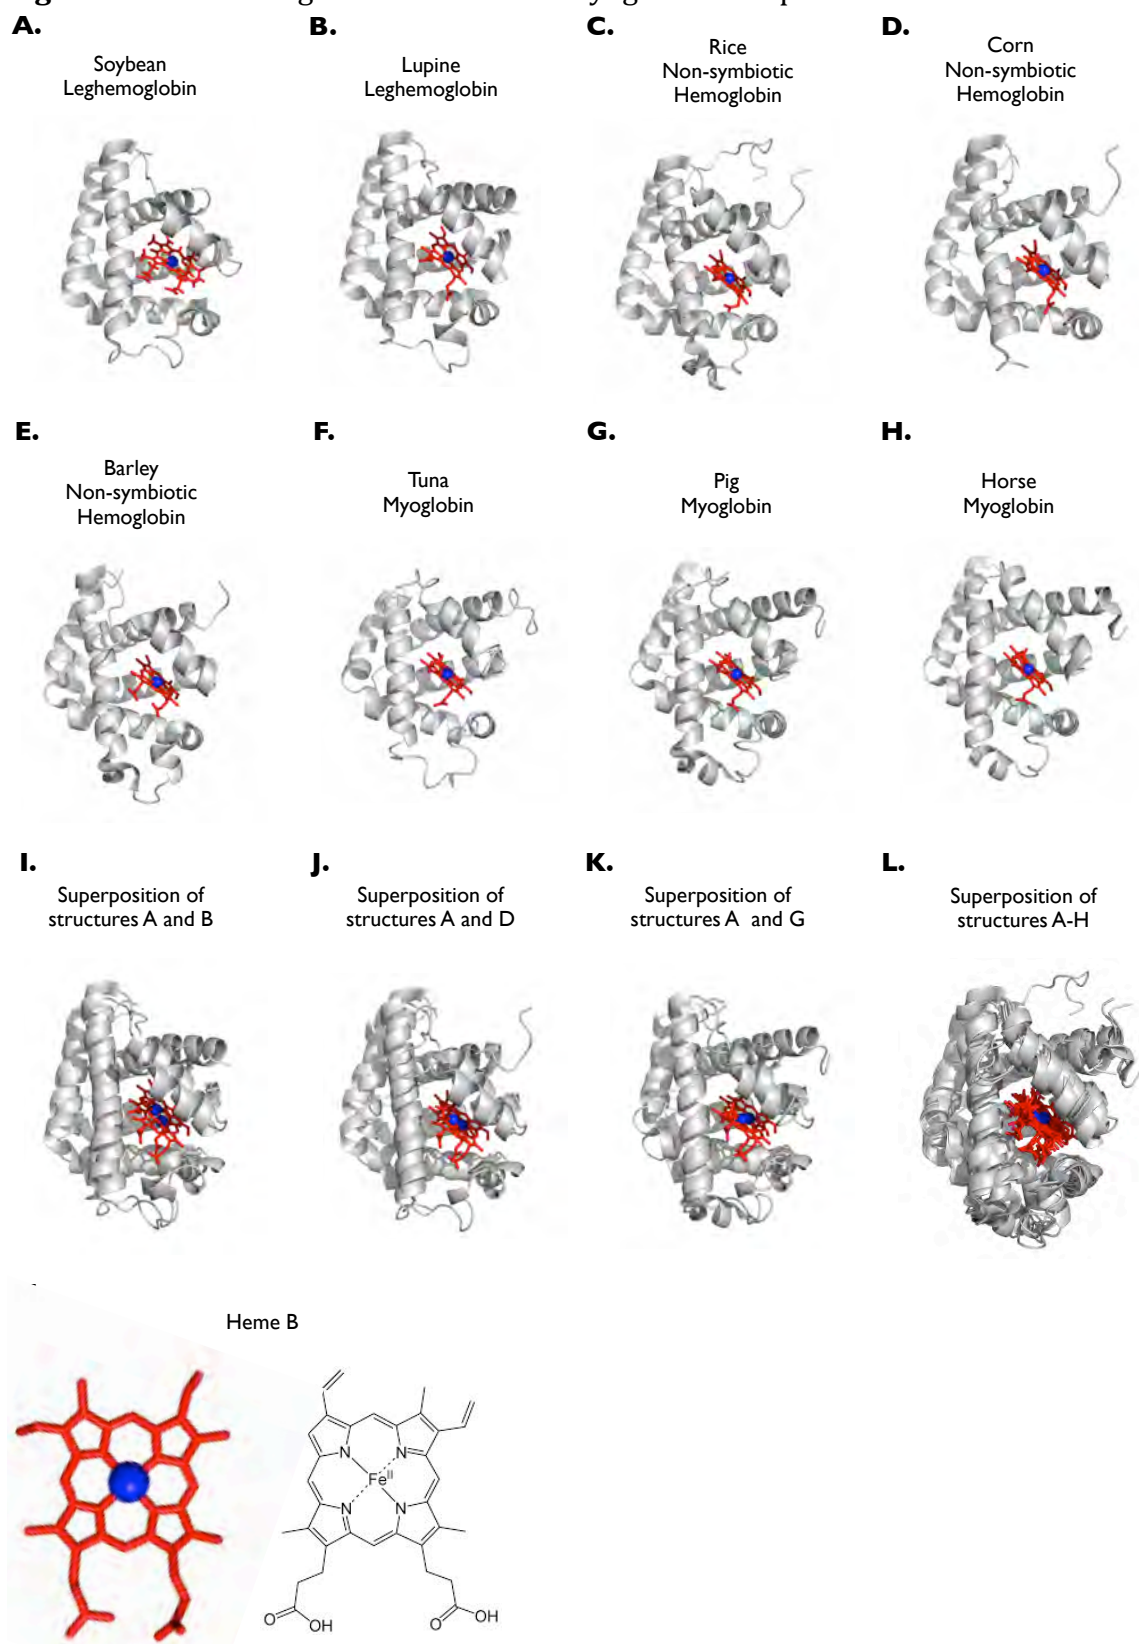 A.
Soybean
Leghemoglobin
B.
Lupine
Leghemoglobin
C.
Rice
Non-symbiotic
Hemoglobin
D.
Corn
Non-symbiotic
Hemoglobin
E.
Barley
Non-symbiotic
Hemoglobin
F.
Tuna
Myoglobin
G.
Pig
Myoglobin
H.
Horse
Myoglobin
I.
Superposition of
structures A and B
J.
Superposition of
structures A and D
K.
Superposition of
structures A and G
L.
Superposition of
structures A-H
Heme B
N
N
Fe
II
N
N
O
OH
O
OH